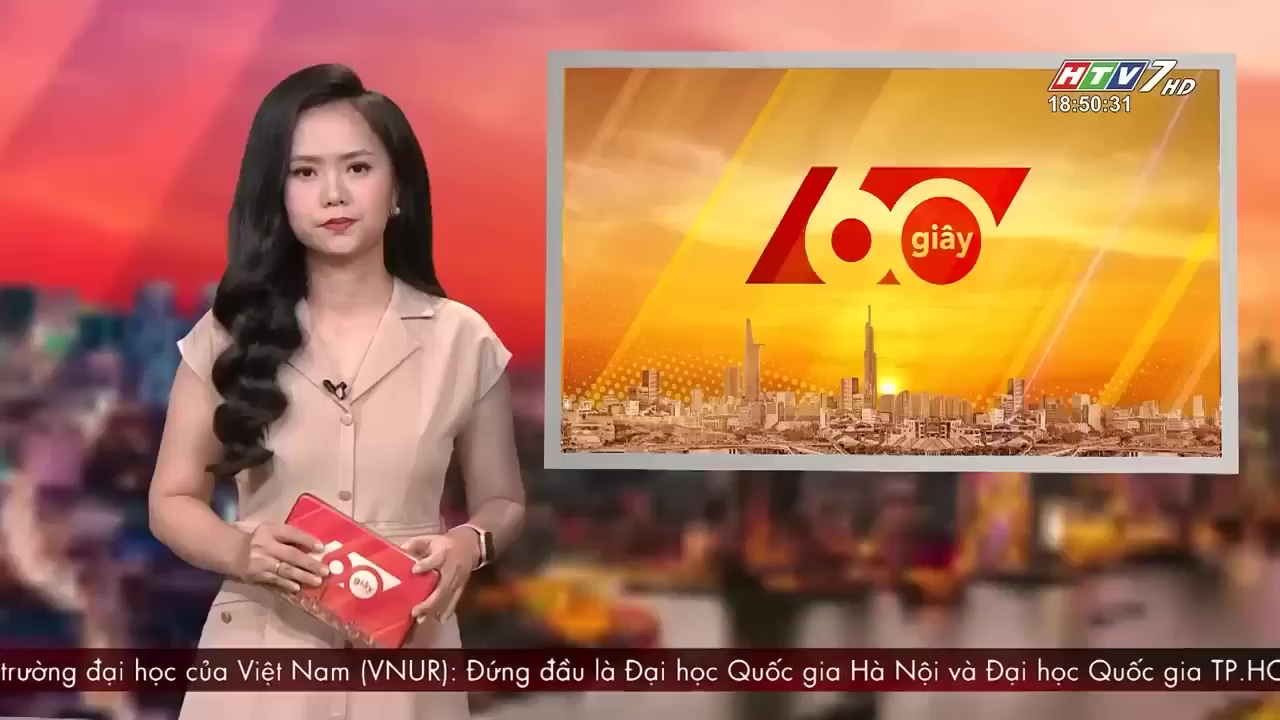 HTV7 HD
18:50:31
60 giây
60 giây
trường đại học của Việt Nam (VNUR): Đứng đầu là Đại học Quốc gia Hà Nội và Đại học Quốc gia TP.HC